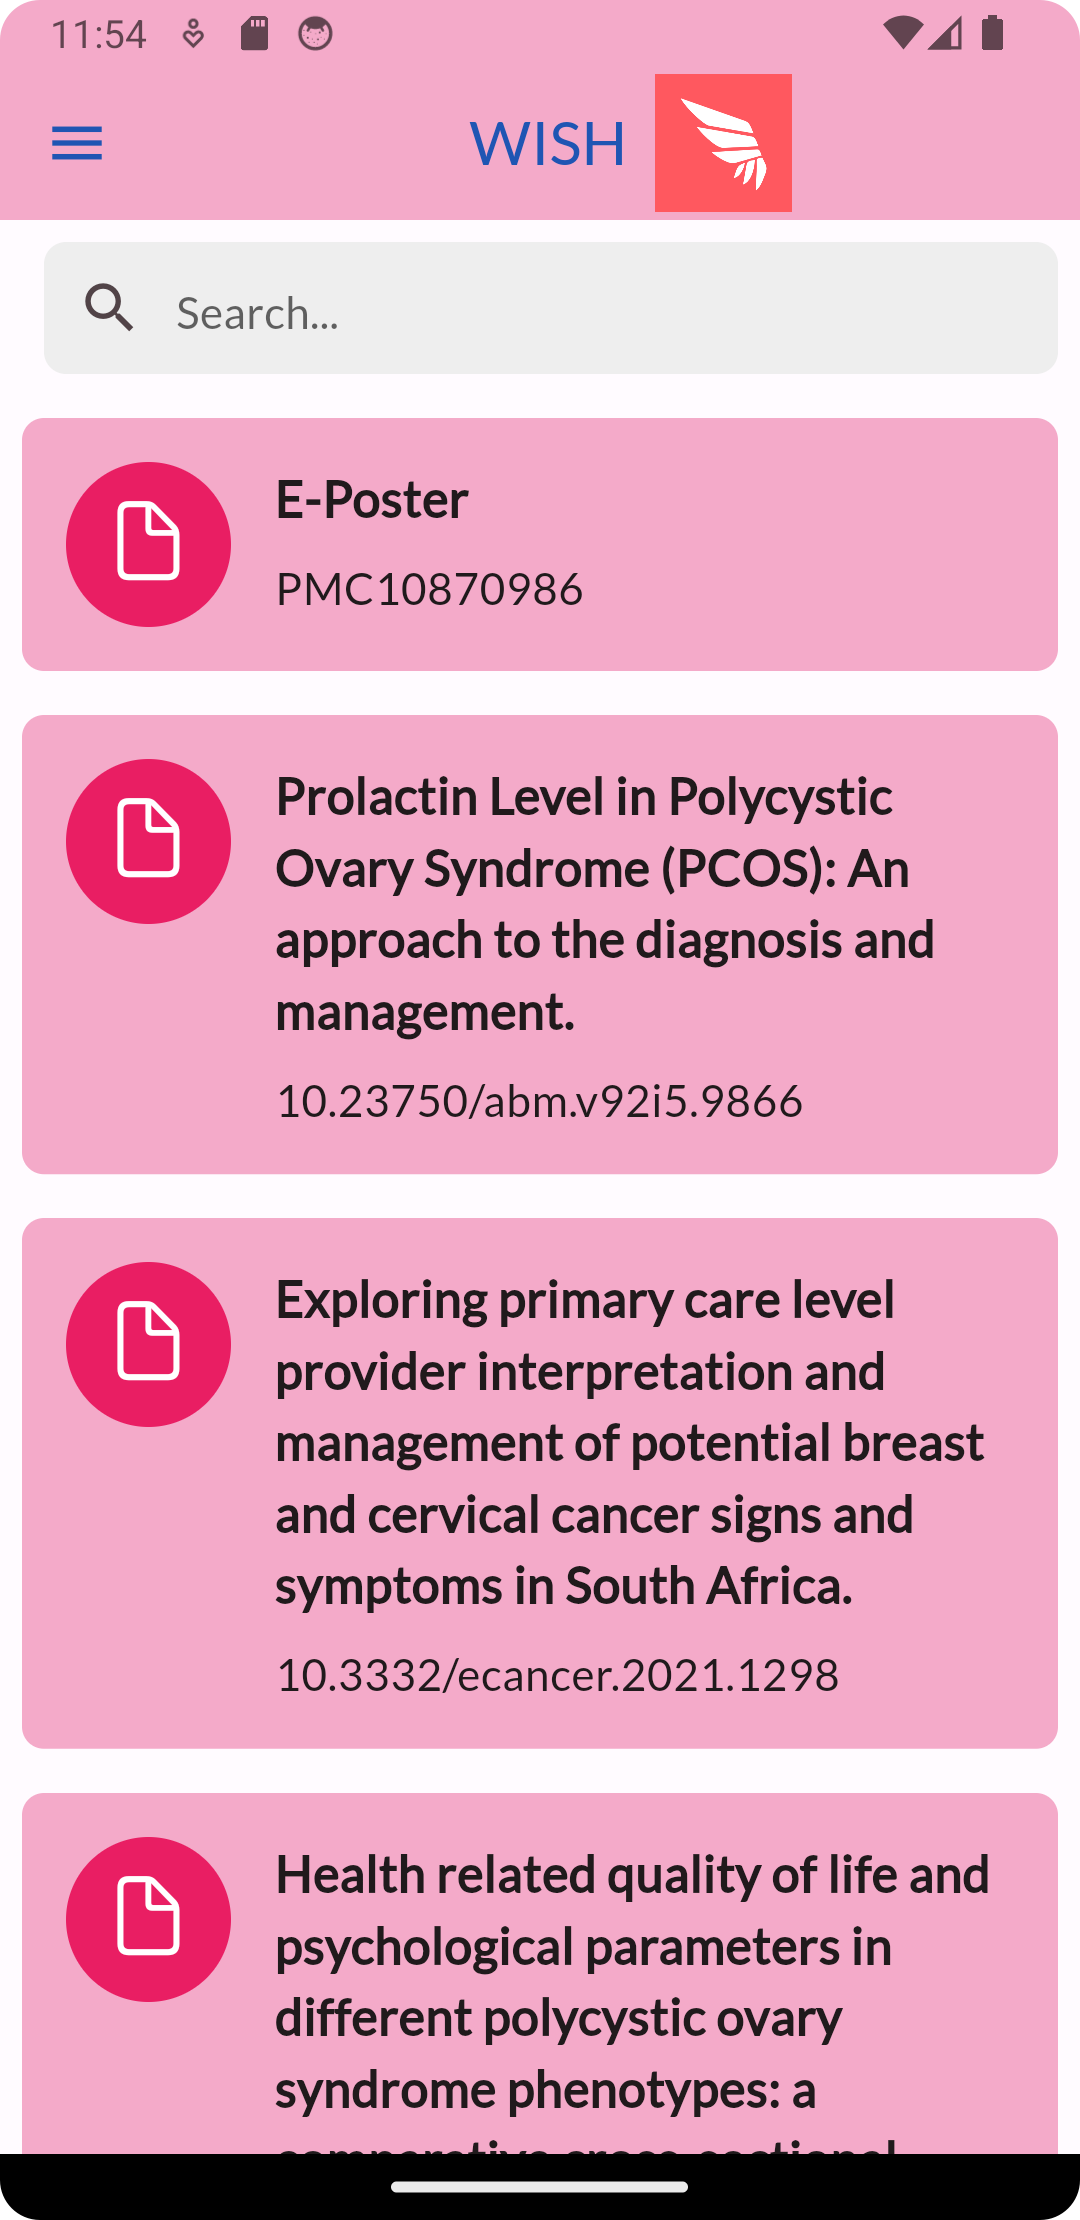 11:54
WISH
Search...
E-Poster
PMC10870986
Prolactin Level in Polycystic
Ovary Syndrome (PCOS): An
approach to the diagnosis and
management.
10.23750/abm.v92i5.9866
Exploring primary care level
provider interpretation and
management of potential breast
and cervical cancer signs and
symptoms in South Africa.
10.3332/ecancer.2021.1298
Health related quality of life and
psychological parameters in
different polycystic ovary
syndrome phenotypes: a
comparative cross-sectional